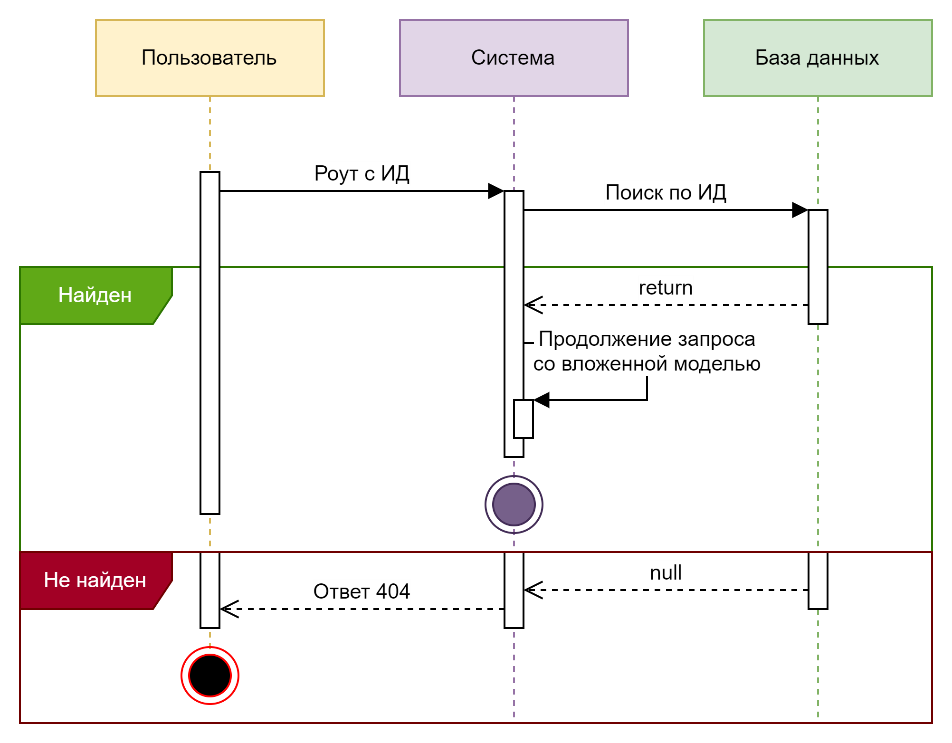 Пользователь
Система
База данных
Роут с ИД
Поиск по ИД
Найден
return
Продолжение запроса
со вложенной моделью
Не найден
null
Ответ 404